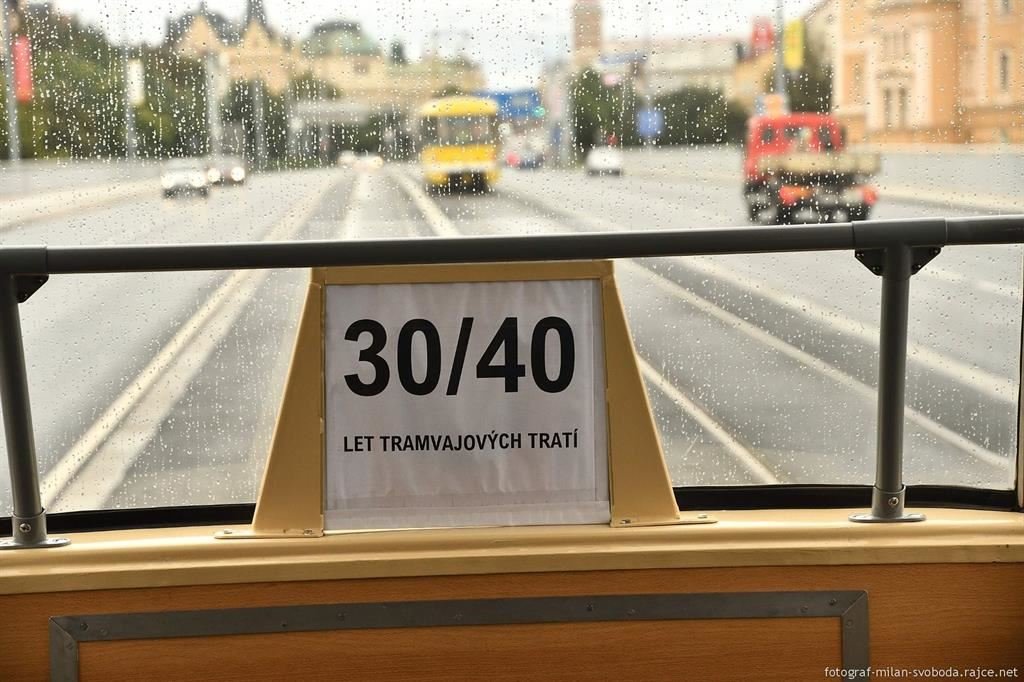 30/40
LET TRAMVAJOVÝCH TRATÍ
fotograf-milan-svoboda.rajce.net